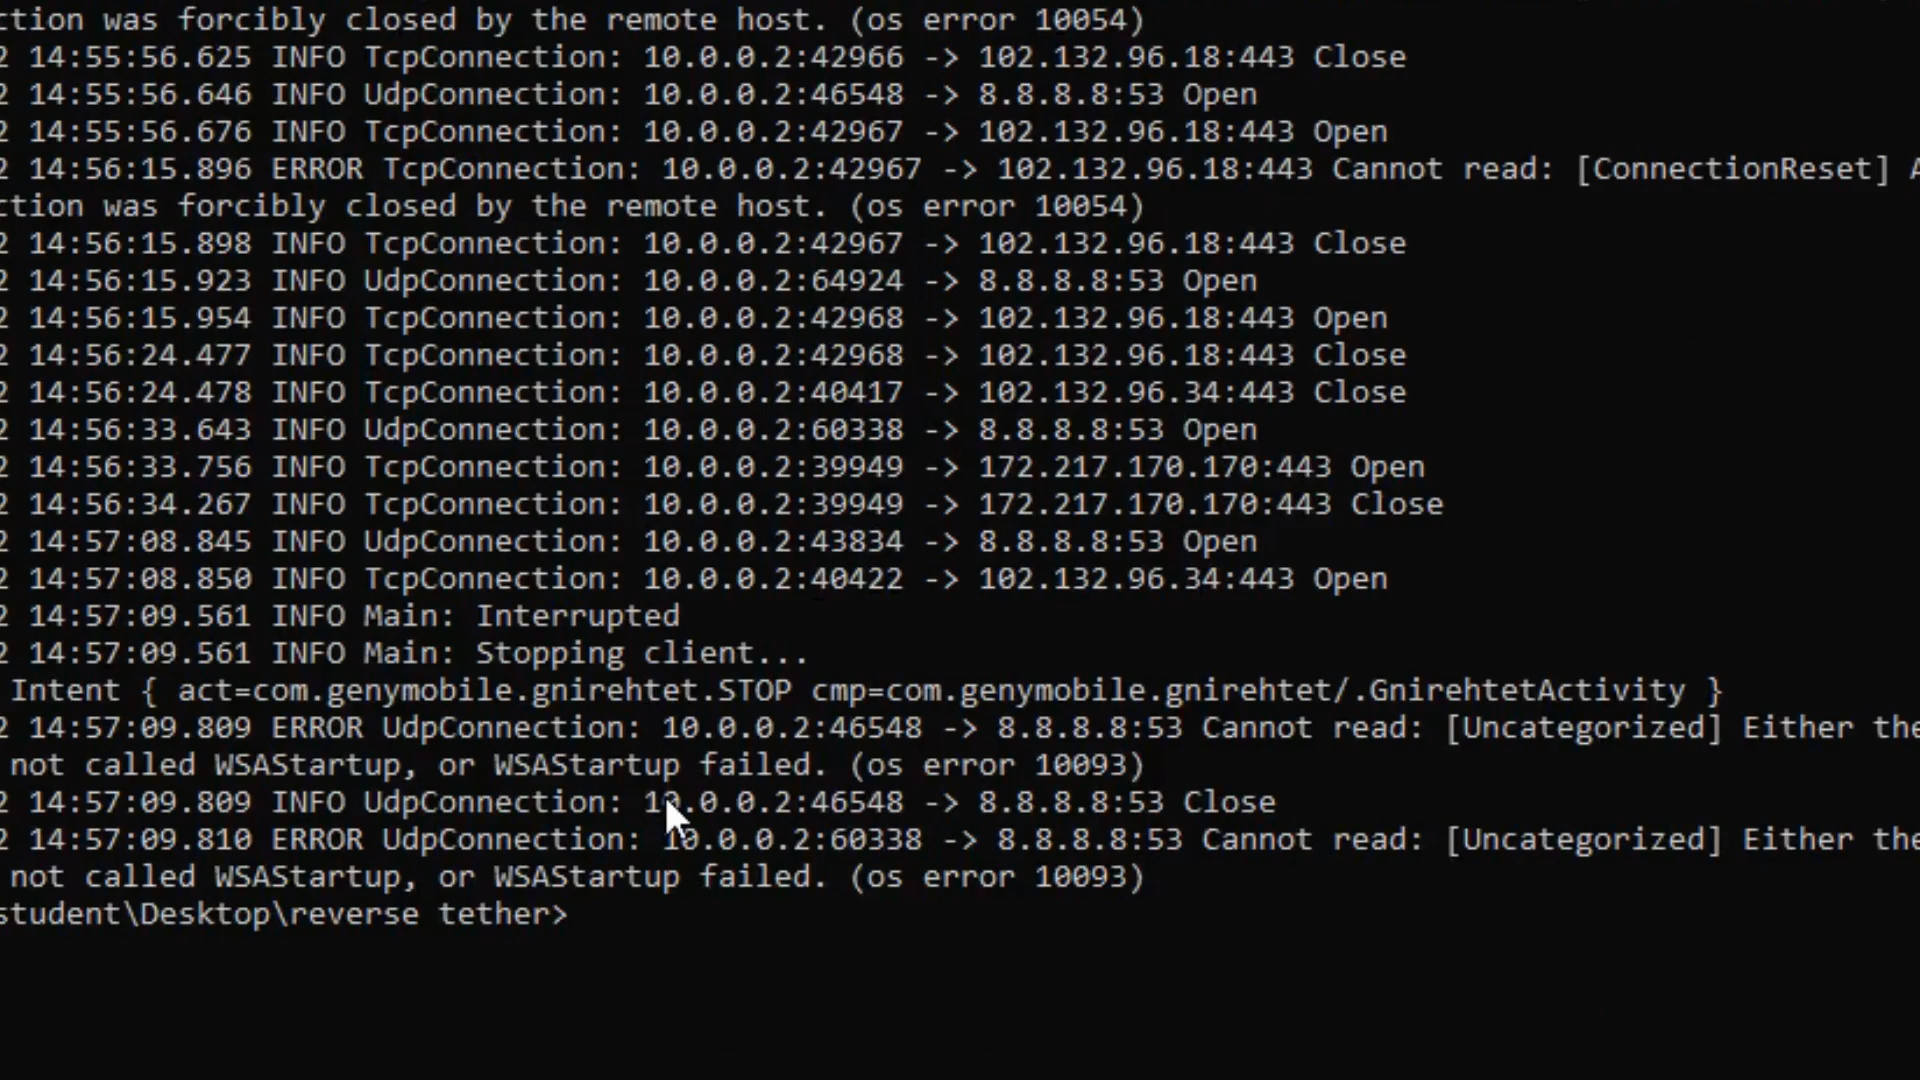 ction was forcibly closed by the remote host. (os error 10054)
2 14:55:56.625 INFO TcpConnection: 10.0.0.2:42966 -> 102.132.96.18:443 Close
2 14:55:56.646 INFO UdpConnection: 10.0.0.2:46548 -> 8.8.8.8:53 Open
2 14:55:56.676 INFO TcpConnection: 10.0.0.2:42967 -> 102.132.96.18:443 Open
2 14:56:15.896 ERROR TcpConnection: 10.0.0.2:42967 -> 102.132.96.18:443 Cannot read: [ConnectionReset] A
ction was forcibly closed by the remote host. (os error 10054)
2 14:56:15.898 INFO TcpConnection: 10.0.0.2:42967 -> 102.132.96.18:443 Close
2 14:56:15.923 INFO UdpConnection: 10.0.0.2:64924 -> 8.8.8.8:53 Open
2 14:56:15.954 INFO TcpConnection: 10.0.0.2:42968 -> 102.132.96.18:443 Open
2 14:56:24.477 INFO TcpConnection: 10.0.0.2:42968 -> 102.132.96.18:443 Close
2 14:56:24.478 INFO TcpConnection: 10.0.0.2:40417 -> 102.132.96.34:443 Close
2 14:56:33.643 INFO UdpConnection: 10.0.0.2:60338 -> 8.8.8.8:53 Open
2 14:56:33.756 INFO TcpConnection: 10.0.0.2:39949 -> 172.217.170.170:443 Open
2 14:56:34.267 INFO TcpConnection: 10.0.0.2:39949 -> 172.217.170.170:443 Close
2 14:57:08.845 INFO UdpConnection: 10.0.0.2:43834 -> 8.8.8.8:53 Open
2 14:57:08.850 INFO TcpConnection: 10.0.0.2:40422 -> 102.132.96.34:443 Open
2 14:57:09.561 INFO Main: Interrupted
2 14:57:09.561 INFO Main: Stopping client...
Intent { act=com.genymobile.gnirehtet.STOP cmp=com.genymobile.gnirehtet/.GnirehtetActivity }
2 14:57:09.809 ERROR UdpConnection: 10.0.0.2:46548 -> 8.8.8.8:53 Cannot read: [Uncategorized] Either the
not called WSAStartup, or WSAStartup failed. (os error 10093)
2 14:57:09.809 INFO UdpConnection: 10.0.0.2:46548 -> 8.8.8.8:53 Close
2 14:57:09.810 ERROR UdpConnection: 10.0.0.2:60338 -> 8.8.8.8:53 Cannot read: [Uncategorized] Either the
not called WSAStartup, or WSAStartup failed. (os error 10093)
student\Desktop\reverse tether>